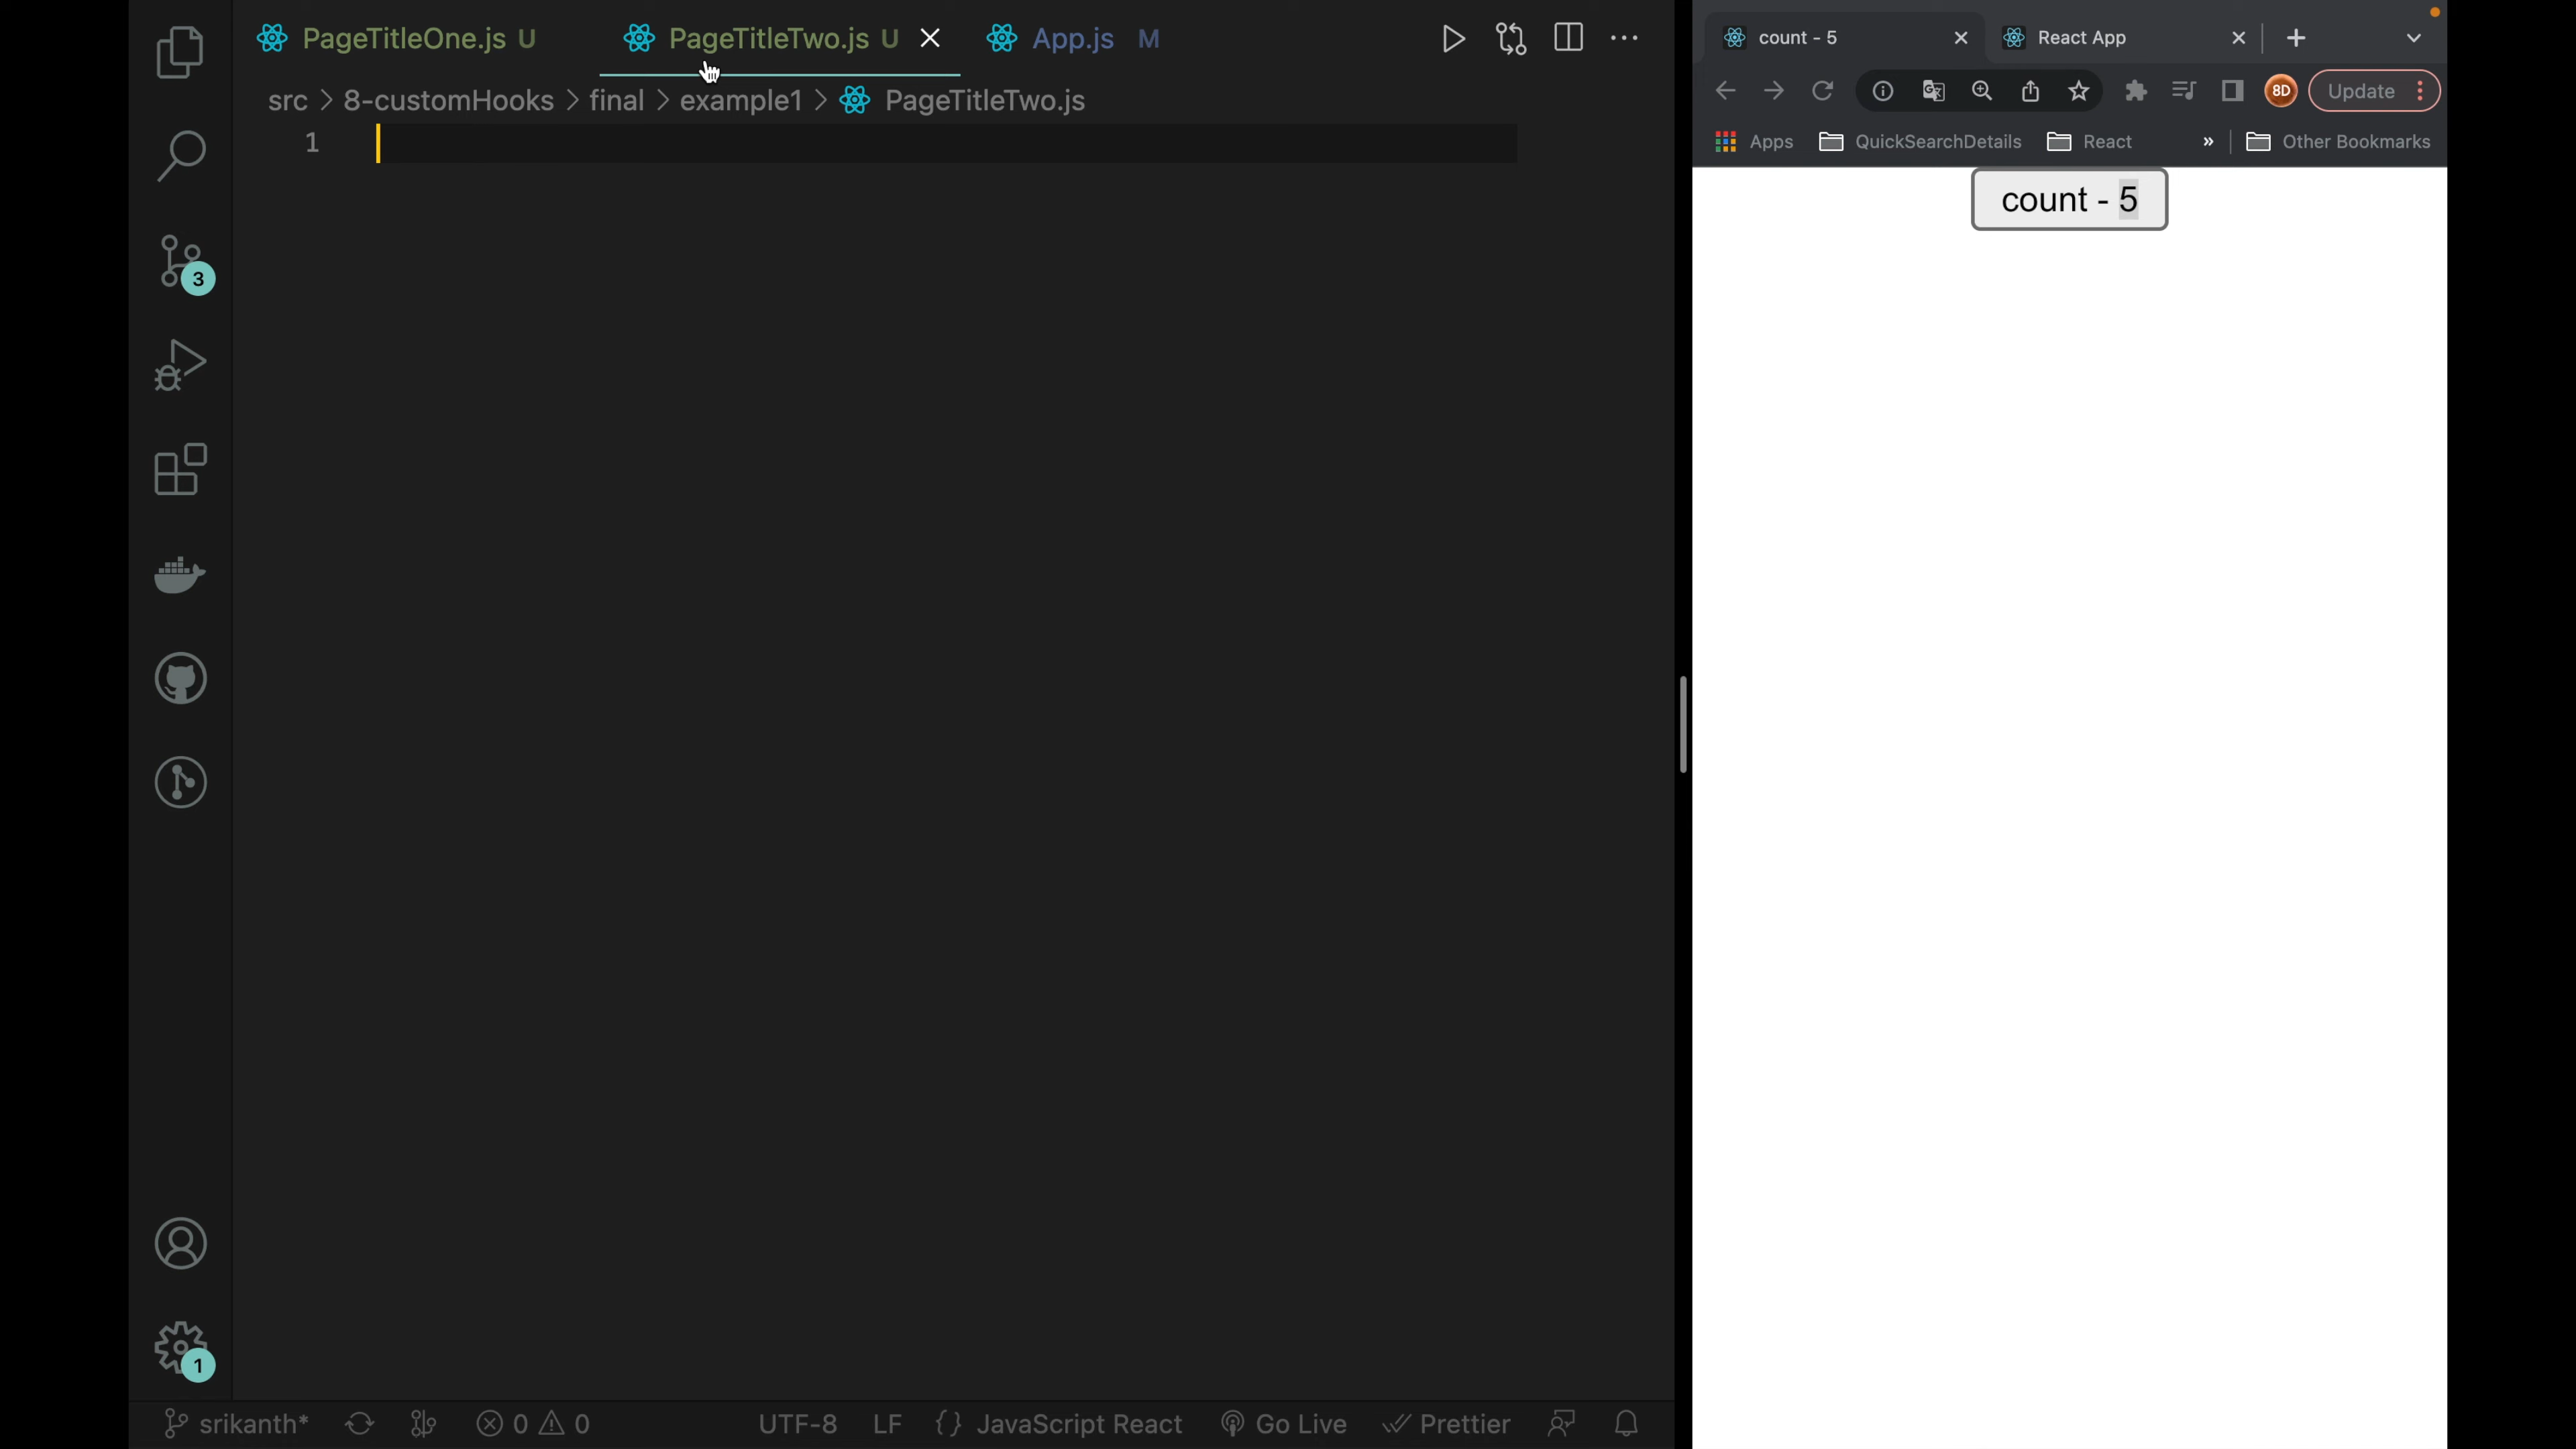 PageTitleOne.js U PageTitleTwo.js U App.js M
src > 8-customHooks > final > example1 > PageTitleTwo.js
1
3
1
srikanth* 0 0 UTF-8 LF {} JavaScript React Go Live Prettier
count - 5 React App
8D Update
Apps QuickSearchDetails React » Other Bookmarks
count - 5